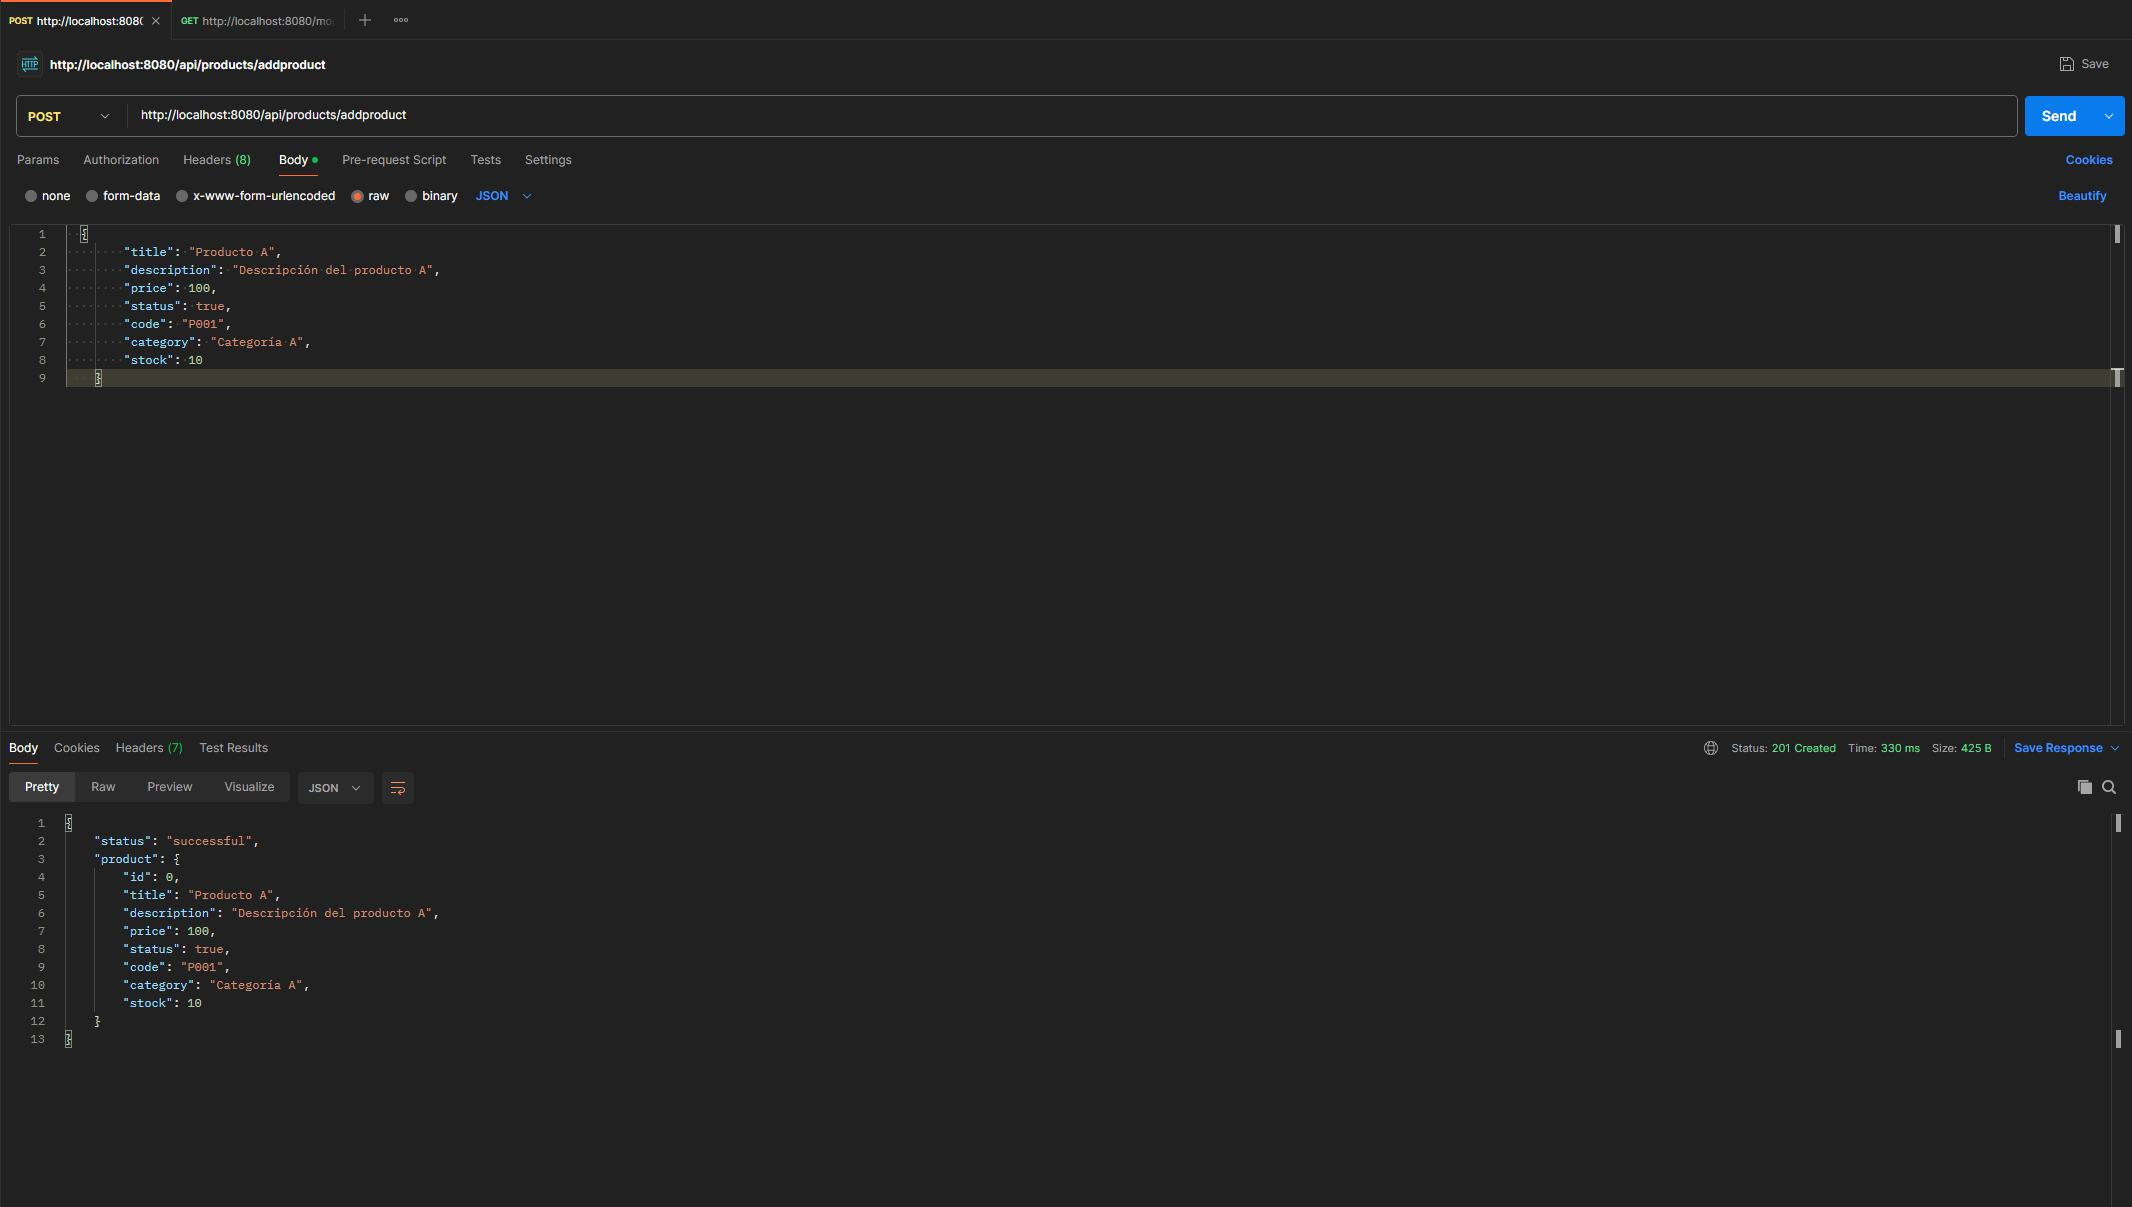 POST http://localhost:8080
GET http://localhost:8080/mo
HTTP http://localhost:8080/api/products/addproduct
Save
POST http://localhost:8080/api/products/addproduct
Send
Params Authorization Headers (8) Body Pre-request Script Tests Settings
Cookies
none form-data x-www-form-urlencoded raw binary JSON
Beautify
1 {
2 "title": "Producto A",
3 "description": "Descripción del producto A",
4 "price": 100,
5 "status": true,
6 "code": "P001",
7 "category": "Categoría A",
8 "stock": 10
9 }
Body Cookies Headers (7) Test Results
Status: 201 Created Time: 330 ms Size: 425 B Save Response
Pretty Raw Preview Visualize JSON
1 {
2 "status": "successful",
3 "product": {
4 "id": 0,
5 "title": "Producto A",
6 "description": "Descripción del producto A",
7 "price": 100,
8 "status": true,
9 "code": "P001",
10 "category": "Categoría A",
11 "stock": 10
12 }
13 }